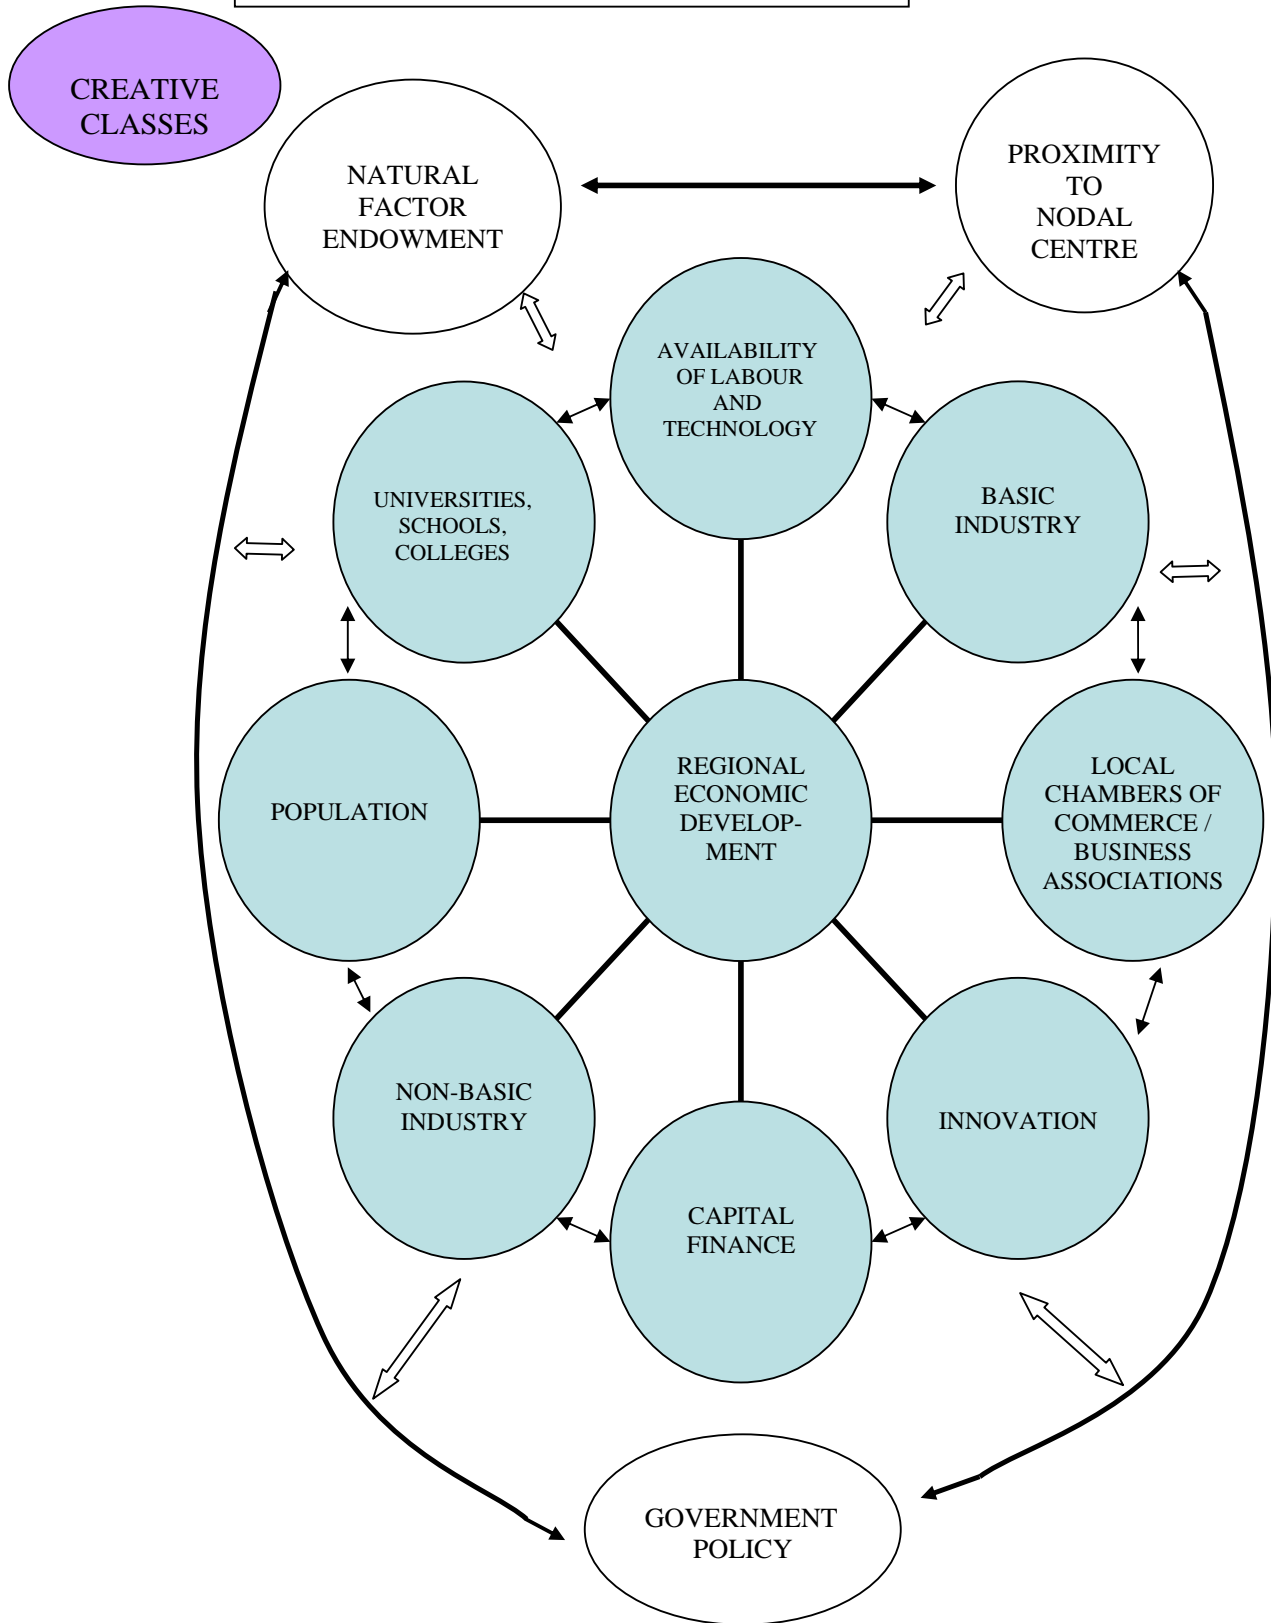 CREATIVE
CLASSES
NATURAL
FACTOR
ENDOWMENT
PROXIMITY
TO
NODAL
CENTRE
AVAILABILITY
OF LABOUR
AND
TECHNOLOGY
UNIVERSITIES,
SCHOOLS,
COLLEGES
BASIC
INDUSTRY
POPULATION
REGIONAL
ECONOMIC
DEVELOP-
MENT
LOCAL
CHAMBERS OF
COMMERCE /
BUSINESS
ASSOCIATIONS
NON-BASIC
INDUSTRY
INNOVATION
CAPITAL
FINANCE
GOVERNMENT
POLICY